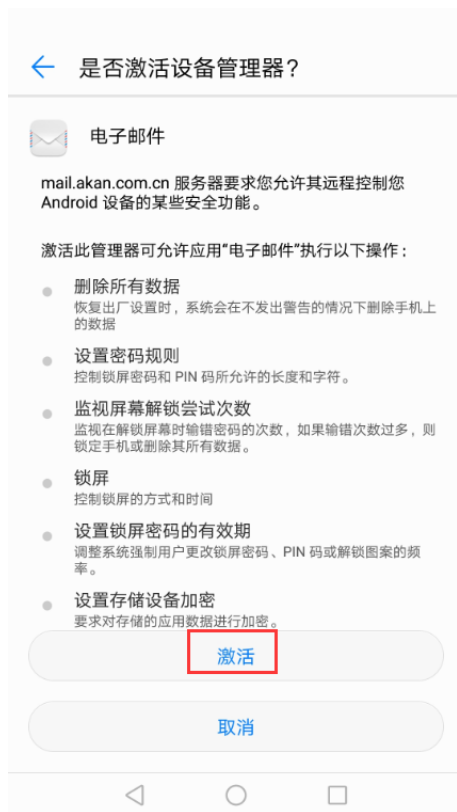 是否激活设备管理器？
电子邮件
mail.akan.com.cn 服务器要求您允许其远程控制您
Android 设备的某些安全功能。
激活此管理器可允许应用“电子邮件”执行以下操作：
删除所有数据
恢复出厂设置时，系统会在不发出警告的情况下删除手机上
的数据
设置密码规则
控制锁屏密码和 PIN 码所允许的长度和字符。
监视屏幕解锁尝试次数
监视在解锁屏幕时输错密码的次数，如果输错次数过多，则
锁定手机或删除其所有数据。
锁屏
控制锁屏的方式和时间
设置锁屏密码的有效期
调整系统强制用户更改锁屏密码、PIN 码或解锁图案的频
率。
设置存储设备加密
要求对存储的应用数据进行加密。
激活
取消